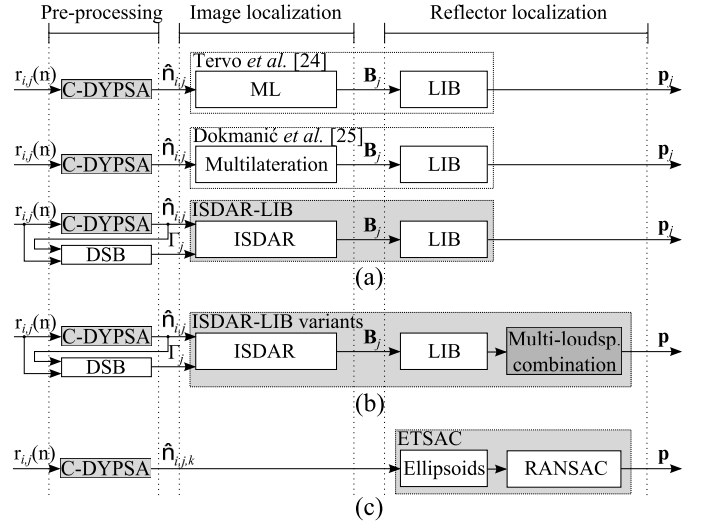 Pre-processing Image localization Reflector localization
Tervo et al. [24]
r_{i,j}(n) C-DYPSA n̂_{i,j} ML B_j LIB p_j
Dokmanić et al. [25]
r_{i,j}(n) C-DYPSA n̂_{i,j} Multilateration B_j LIB p_j
ISDAR-LIB
r_{i,j}(n) C-DYPSA n̂_{i,j} ISDAR B_j LIB p_j
DSB Γ_j
(a)
ISDAR-LIB variants
r_{i,j}(n) C-DYPSA n̂_{i,j} ISDAR B_j LIB Multi-loudsp. p
DSB Γ_j combination
(b)
ETSAC
r_{i,j}(n) C-DYPSA n̂_{i,j,k} Ellipsoids RANSAC p
(c)